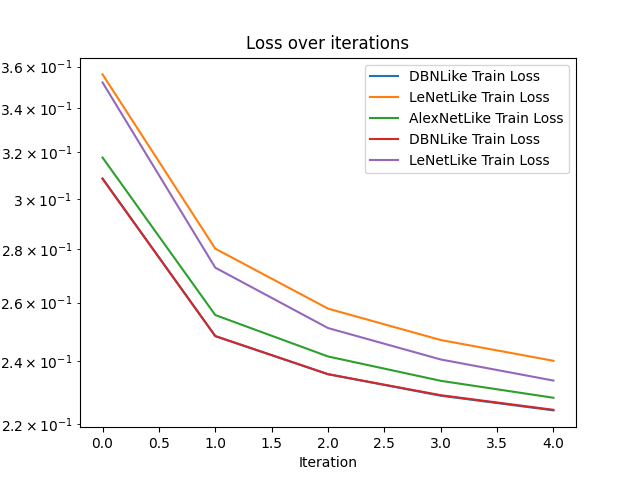 Loss over iterations
3.6 × 10⁻¹
3.4 × 10⁻¹
3.2 × 10⁻¹
3 × 10⁻¹
2.8 × 10⁻¹
2.6 × 10⁻¹
2.4 × 10⁻¹
2.2 × 10⁻¹
DBNLike Train Loss
LeNetLike Train Loss
AlexNetLike Train Loss
DBNLike Train Loss
LeNetLike Train Loss
0.0 0.5 1.0 1.5 2.0 2.5 3.0 3.5 4.0
Iteration